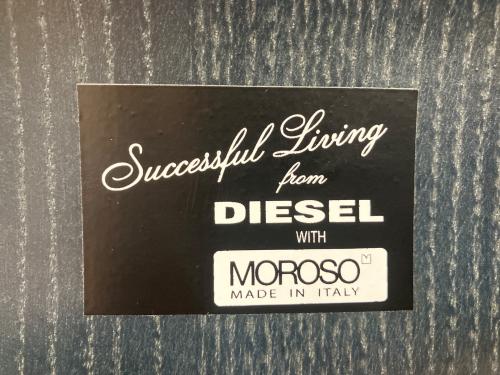 Successful Living
from
DIESEL
WITH
MOROSO
MADE IN ITALY